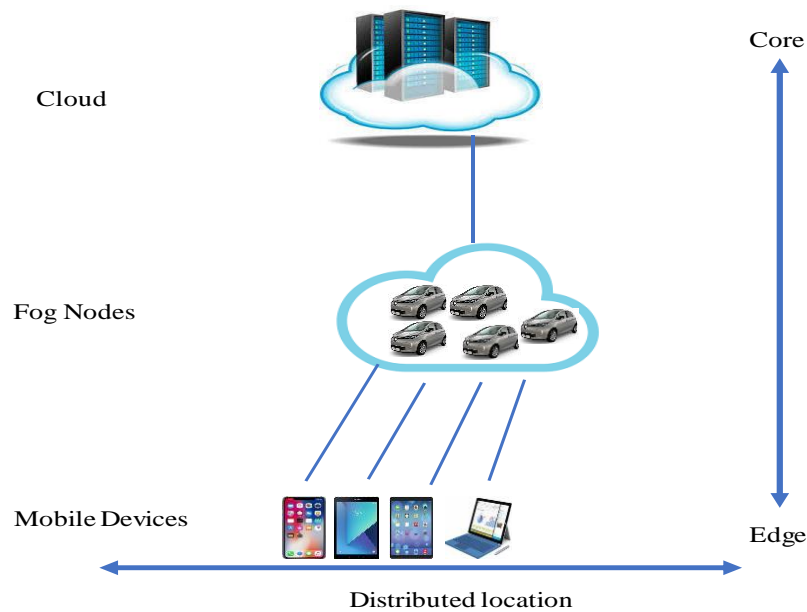 Core
Cloud
Fog Nodes
Mobile Devices
Edge
Distributed location